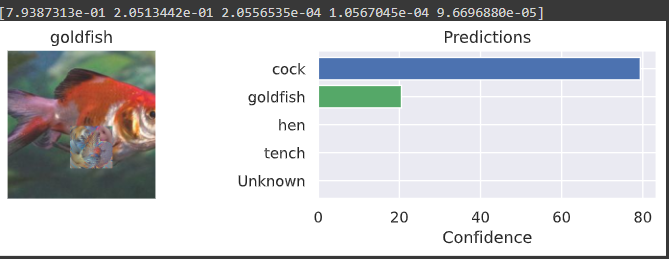 [7.9387313e-01 2.0513442e-01 2.0556535e-04 1.0567045e-04 9.6696880e-05]
goldfish
Predictions
cock
goldfish
hen
tench
Unknown
0 20 40 60 80
Confidence